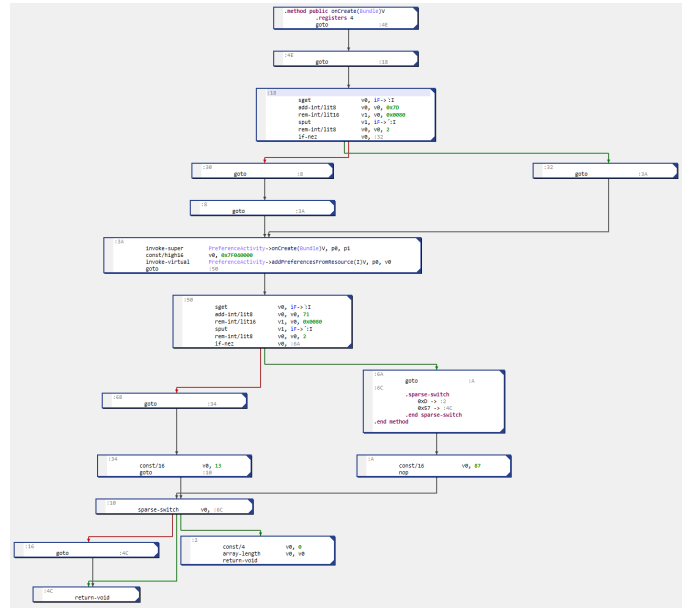 .method public onCreate(Bundle)V
.registers 4
goto :4E
:4E
goto :18
:18
sget v0, iF->ˊ:I
add-int/lit8 v0, v0, 0x7D
rem-int/lit16 v1, v0, 0x0080
sput v1, iF->ˋ:I
rem-int/lit8 v0, v0, 2
if-nez v0, :32
:30
goto :8
:32
goto :3A
:8
goto :3A
:3A
invoke-super PreferenceActivity->onCreate(Bundle)V, p0, p1
const/high16 v0, 0x7F040000
invoke-virtual PreferenceActivity->addPreferencesFromResource(I)V, p0, v0
goto :50
:50
sget v0, iF->ˋ:I
add-int/lit8 v0, v0, 71
rem-int/lit16 v1, v0, 0x0080
sput v1, iF->ˊ:I
rem-int/lit8 v0, v0, 2
if-nez v0, :6A
:6A
goto :A
:6C
.sparse-switch
0xD -> :2
0x57 -> :4C
.end sparse-switch
.end method
:68
goto :34
:34
const/16 v0, 13
goto :10
:A
const/16 v0, 87
nop
:10
sparse-switch v0, :6C
:16
goto :4C
:2
const/4 v0, 0
array-length v0, v0
return-void
:4C
return-void